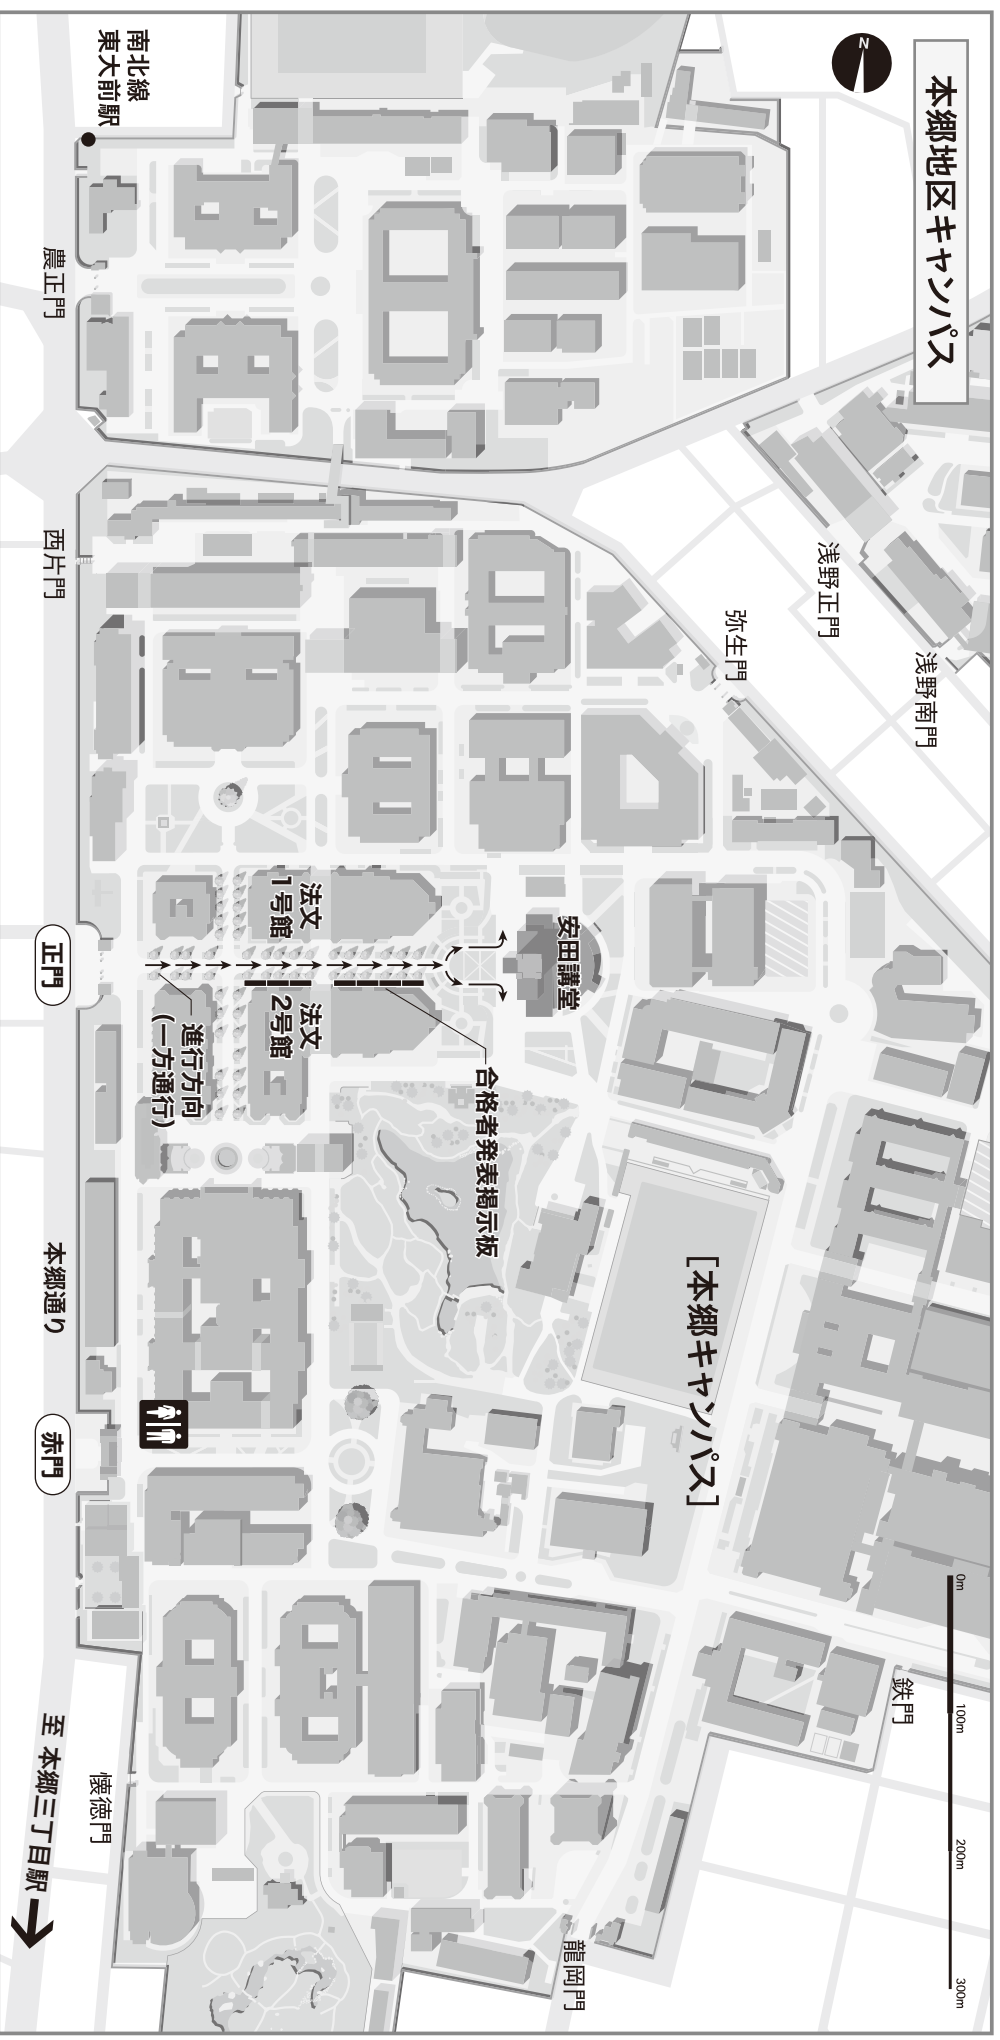 本郷地区キャンパス
N
南北線
東大前駅
農正門
西片門
浅野正門
浅野南門
弥生門
安田講堂
法文
1号館
法文
2号館
正門
進行方向
(一方通行)
合格者発表掲示板
本郷通り
[本郷キャンパス]
赤門
0m
100m
200m
300m
鉄門
至 本郷三丁目駅
懐徳門
龍岡門